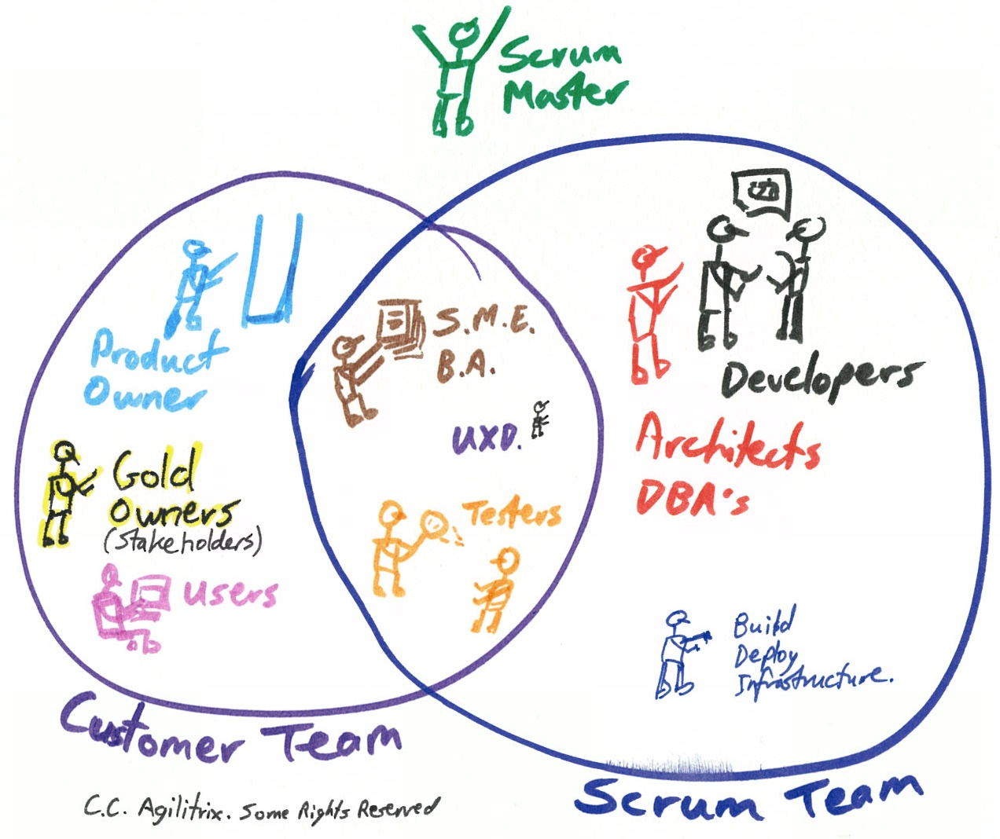 Scrum
Master
Product
Owner
Gold
Owners
(stakeholders)
users
S.M.E.
B.A.
UXD.
Testers
Developers
Architects
DBA's
Build
Deploy
Infrastructure.
Customer Team
Scrum Team
C.C. Agilitrix. Some Rights Reserved